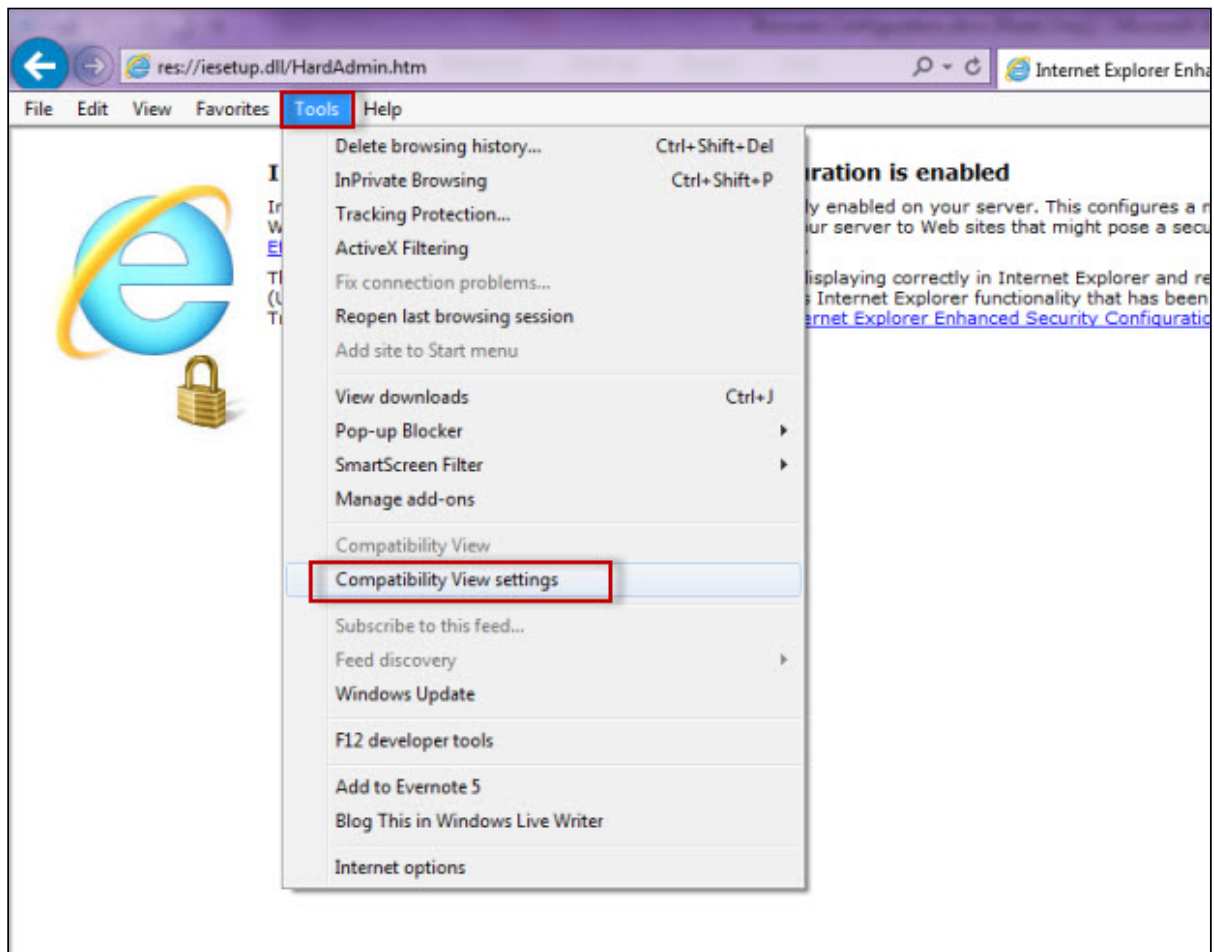 res://iesetup.dll/HardAdmin.htm
Internet Explorer Enha
File Edit View Favorites Tools Help
Delete browsing history... Ctrl+Shift+Del
InPrivate Browsing Ctrl+Shift+P
Tracking Protection...
ActiveX Filtering
Fix connection problems...
Reopen last browsing session
Add site to Start menu
View downloads Ctrl+J
Pop-up Blocker
SmartScreen Filter
Manage add-ons
Compatibility View
Compatibility View settings
Subscribe to this feed...
Feed discovery
Windows Update
F12 developer tools
Add to Evernote 5
Blog This in Windows Live Writer
Internet options
I
uration is enabled
ly enabled on your server. This configures a
ur server to Web sites that might pose a secu
displaying correctly in Internet Explorer and re
s Internet Explorer functionality that has been
ernet Explorer Enhanced Security Configuratio